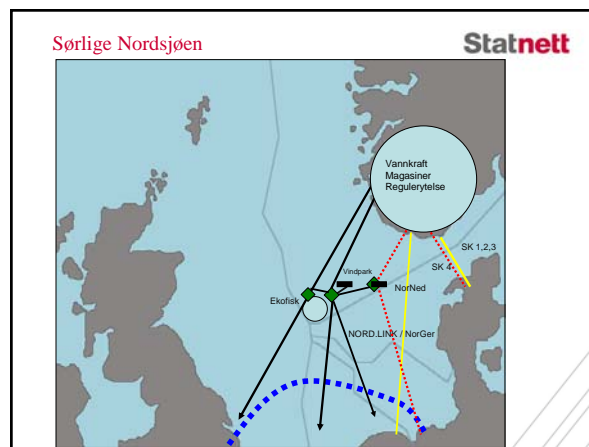 Sørlige Nordsjøen
Statnett
Vannkraft
Magasiner
Regulerytelse
SK 1,2,3
SK 4
Vindpark
NorNed
Ekofisk
NORD.LINK / NorGer